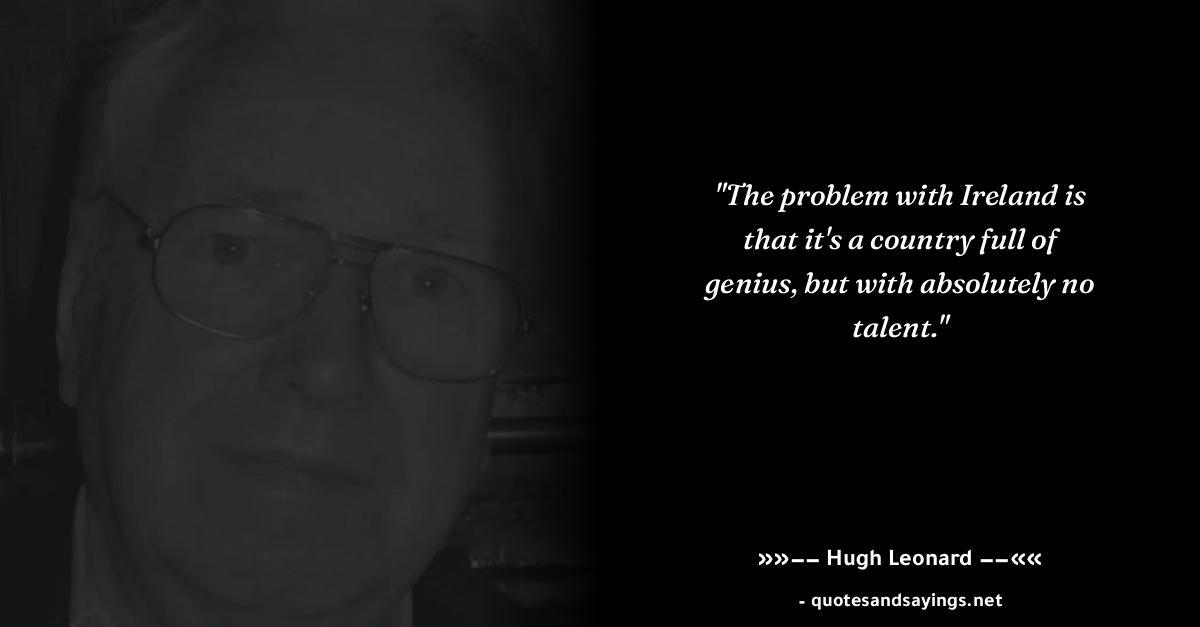 "The problem with Ireland is
that it's a country full of
genius, but with absolutely no
talent."
»»−− Hugh Leonard −−««
- quotesandsayings.net